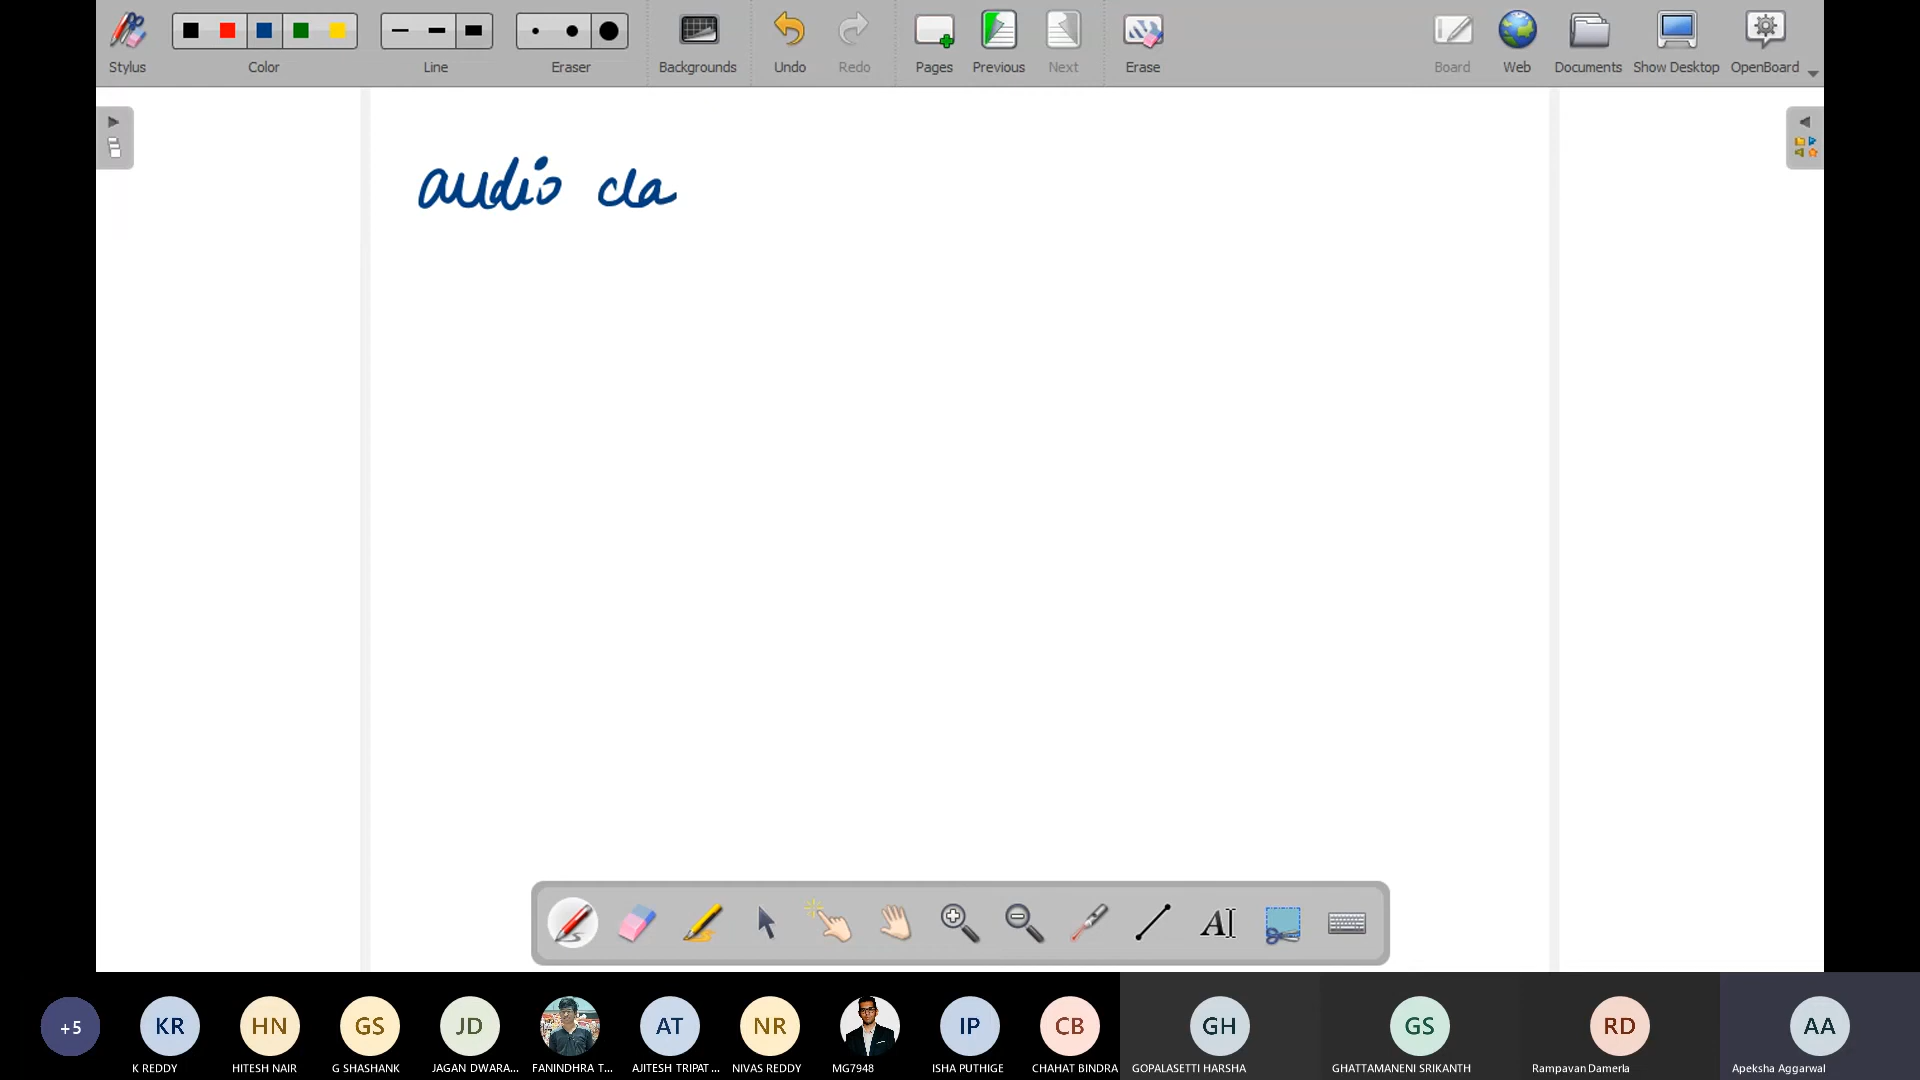 Stylus Color Line Eraser Backgrounds Undo Redo Pages Previous Next Erase Board Web Documents Show Desktop OpenBoard
audio cla
+5 KR HN GS JD AT NR IP CB GH GS RD AA
K REDDY HITESH NAIR G SHASHANK JAGAN DWARA... FANINDHRA T... AJITESH TRIPAT... NIVAS REDDY MG7948 ISHA PUTHIGE CHAHAT BINDRA GOPALASETTI HARSHA GHATTAMANENI SRIKANTH Rampavan Damerla Apeksha Aggarwal